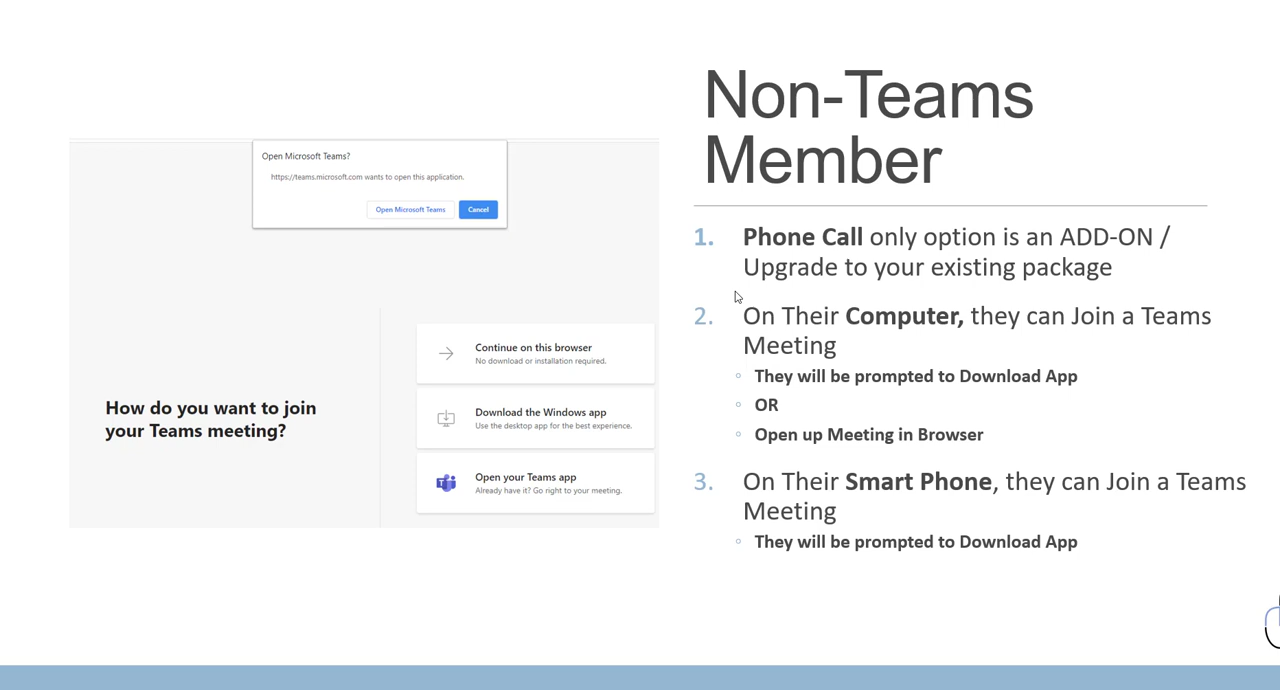 Non-Teams
Member
Open Microsoft Teams?
https://teams.microsoft.com wants to open this application.
Open Microsoft Teams
Cancel
How do you want to join
your Teams meeting?
Continue on this browser
No download or installation required.
Download the Windows app
Use the desktop app for the best experience.
Open your Teams app
Already have it? Go right to your meeting.
1. Phone Call only option is an ADD-ON /
Upgrade to your existing package
2. On Their Computer, they can Join a Teams
Meeting
◦ They will be prompted to Download App
◦ OR
◦ Open up Meeting in Browser
3. On Their Smart Phone, they can Join a Teams
Meeting
◦ They will be prompted to Download App